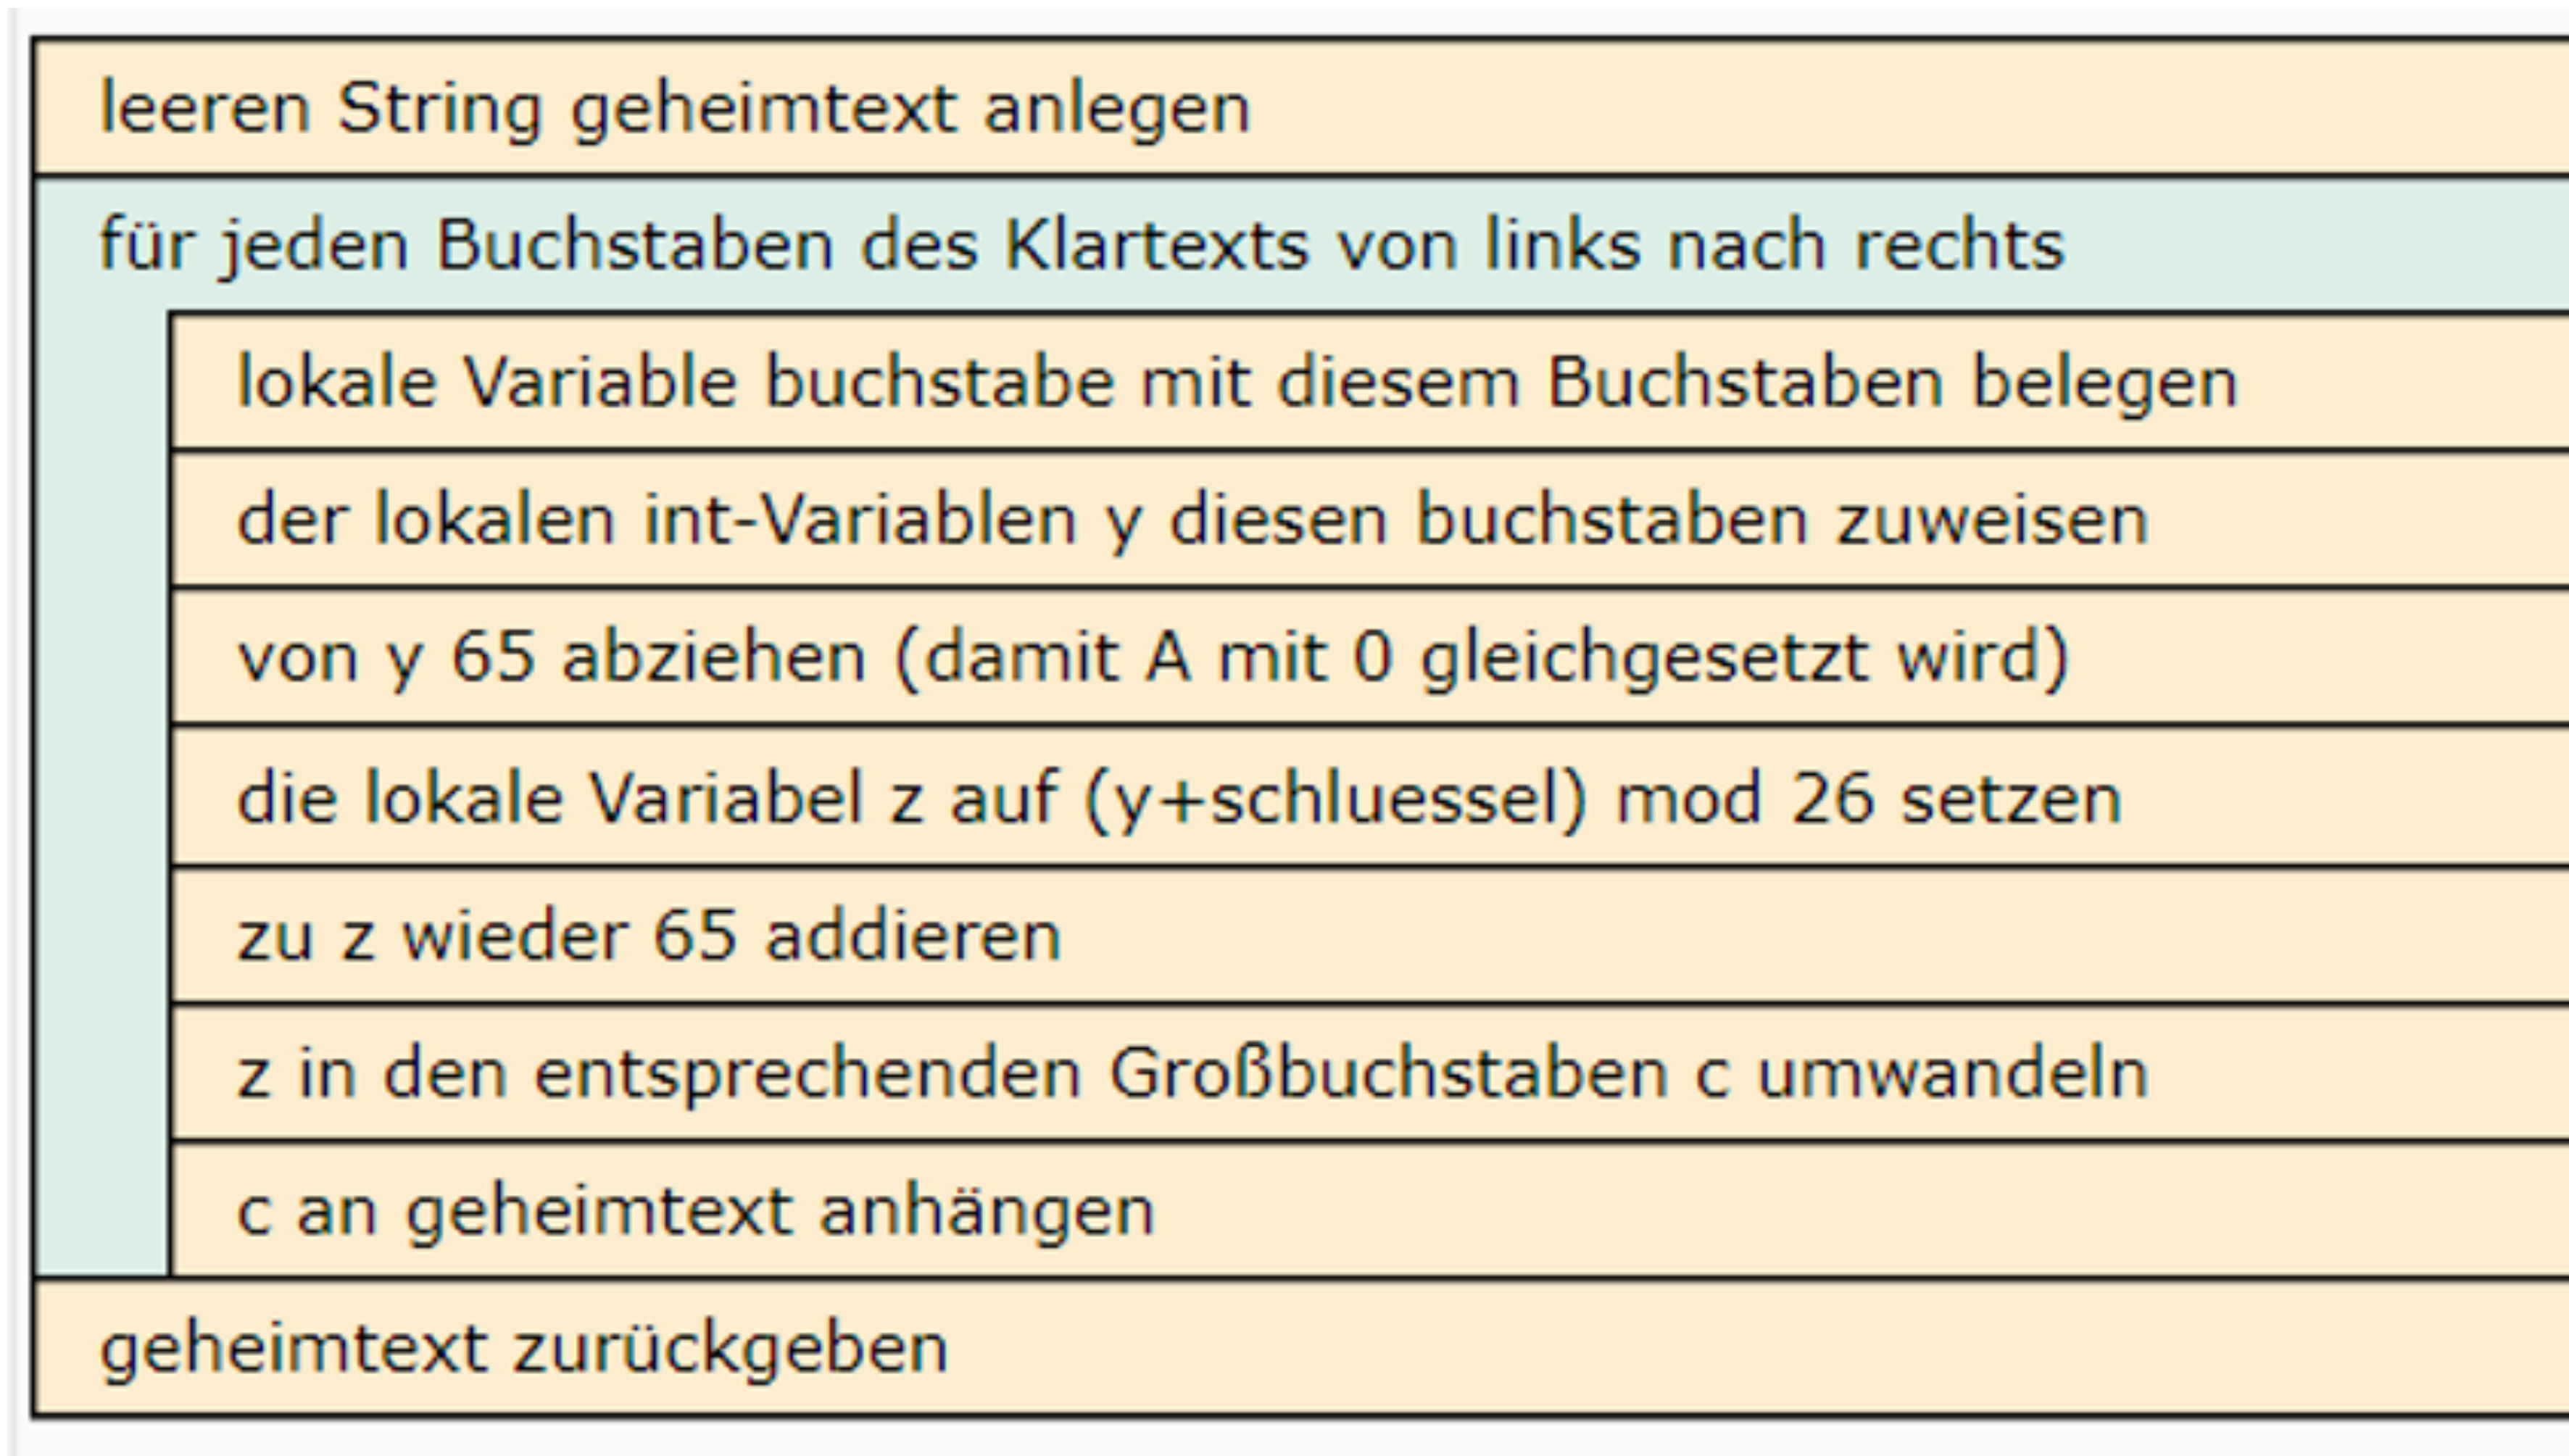 leeren String geheimtext anlegen
für jeden Buchstaben des Klartexts von links nach rechts
lokale Variable buchstabe mit diesem Buchstaben belegen
der lokalen int-Variablen y diesen buchstaben zuweisen
von y 65 abziehen (damit A mit 0 gleichgesetzt wird)
die lokale Variabel z auf (y+schluessel) mod 26 setzen
zu z wieder 65 addieren
z in den entsprechenden Großbuchstaben c umwandeln
c an geheimtext anhängen
geheimtext zurückgeben